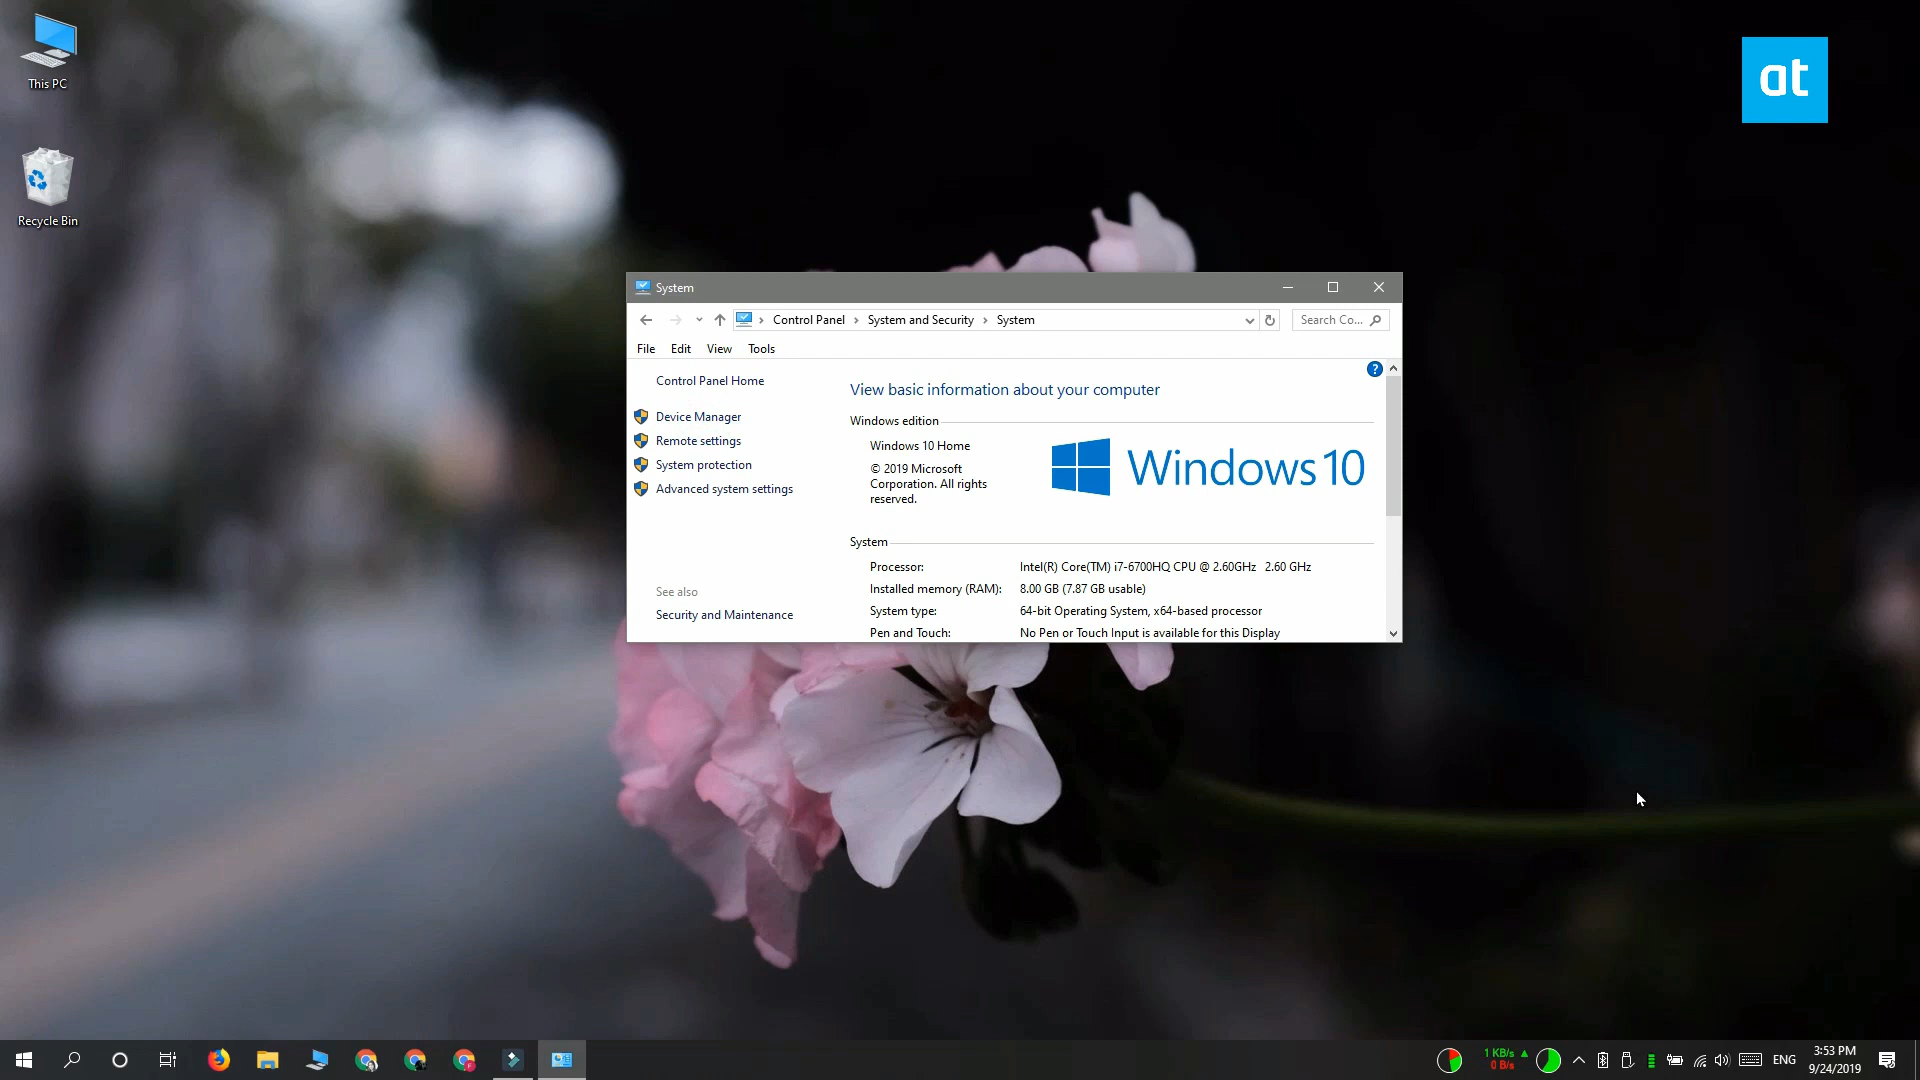 This PC
Recycle Bin
at
System
Control Panel
System and Security
System
Search Co...
File
Edit
View
Tools
Control Panel Home
Device Manager
Remote settings
System protection
Advanced system settings
See also
Security and Maintenance
?
View basic information about your computer
Windows edition
Windows 10 Home
© 2019 Microsoft
Corporation. All rights
reserved.
Windows 10
System
Processor: Intel(R) Core(TM) i7-6700HQ CPU @ 2.60GHz 2.60 GHz
Installed memory (RAM): 8.00 GB (7.87 GB usable)
System type: 64-bit Operating System, x64-based processor
Pen and Touch: No Pen or Touch Input is available for this Display
1 KB/s
0 B/s
ENG
3:53 PM
9/24/2019